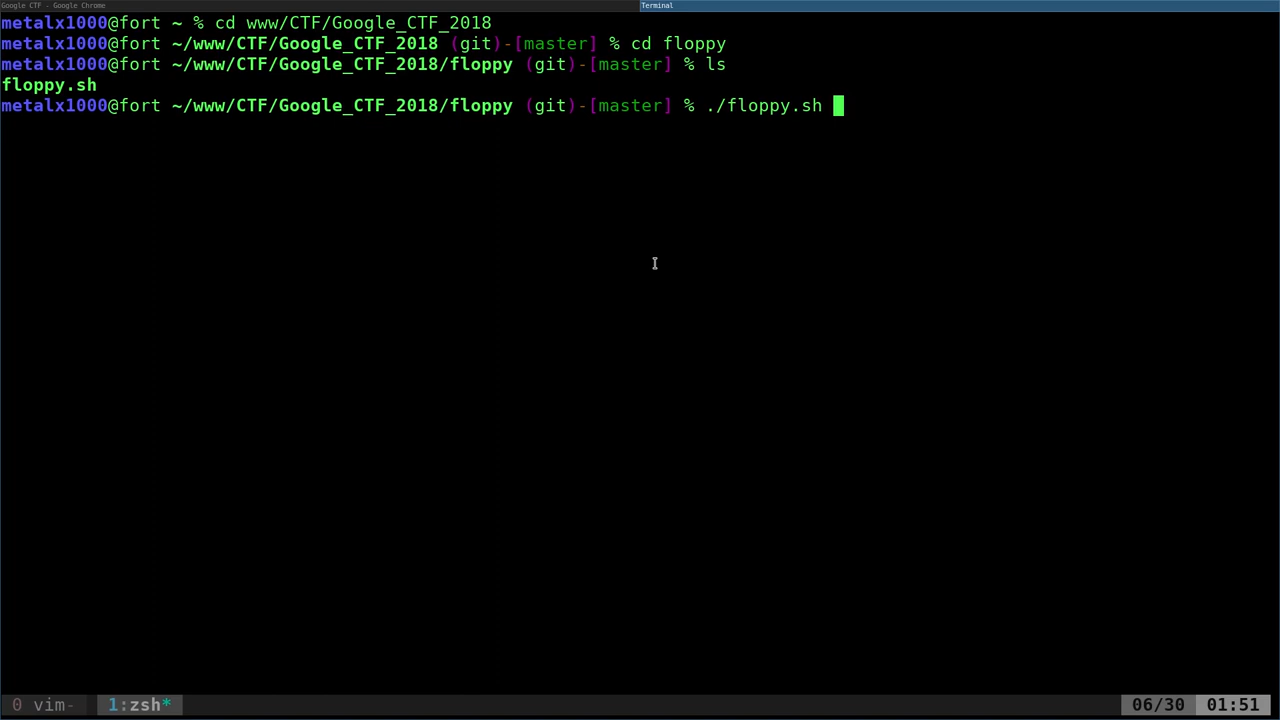 Google CTF - Google Chrome
Terminal
metalx1000@fort ~ % cd www/CTF/Google_CTF_2018
metalx1000@fort ~/www/CTF/Google_CTF_2018 (git)-[master] % cd floppy
metalx1000@fort ~/www/CTF/Google_CTF_2018/floppy (git)-[master] % ls
floppy.sh
metalx1000@fort ~/www/CTF/Google_CTF_2018/floppy (git)-[master] % ./floppy.sh
0 vim- 1:zsh* 06/30 01:51